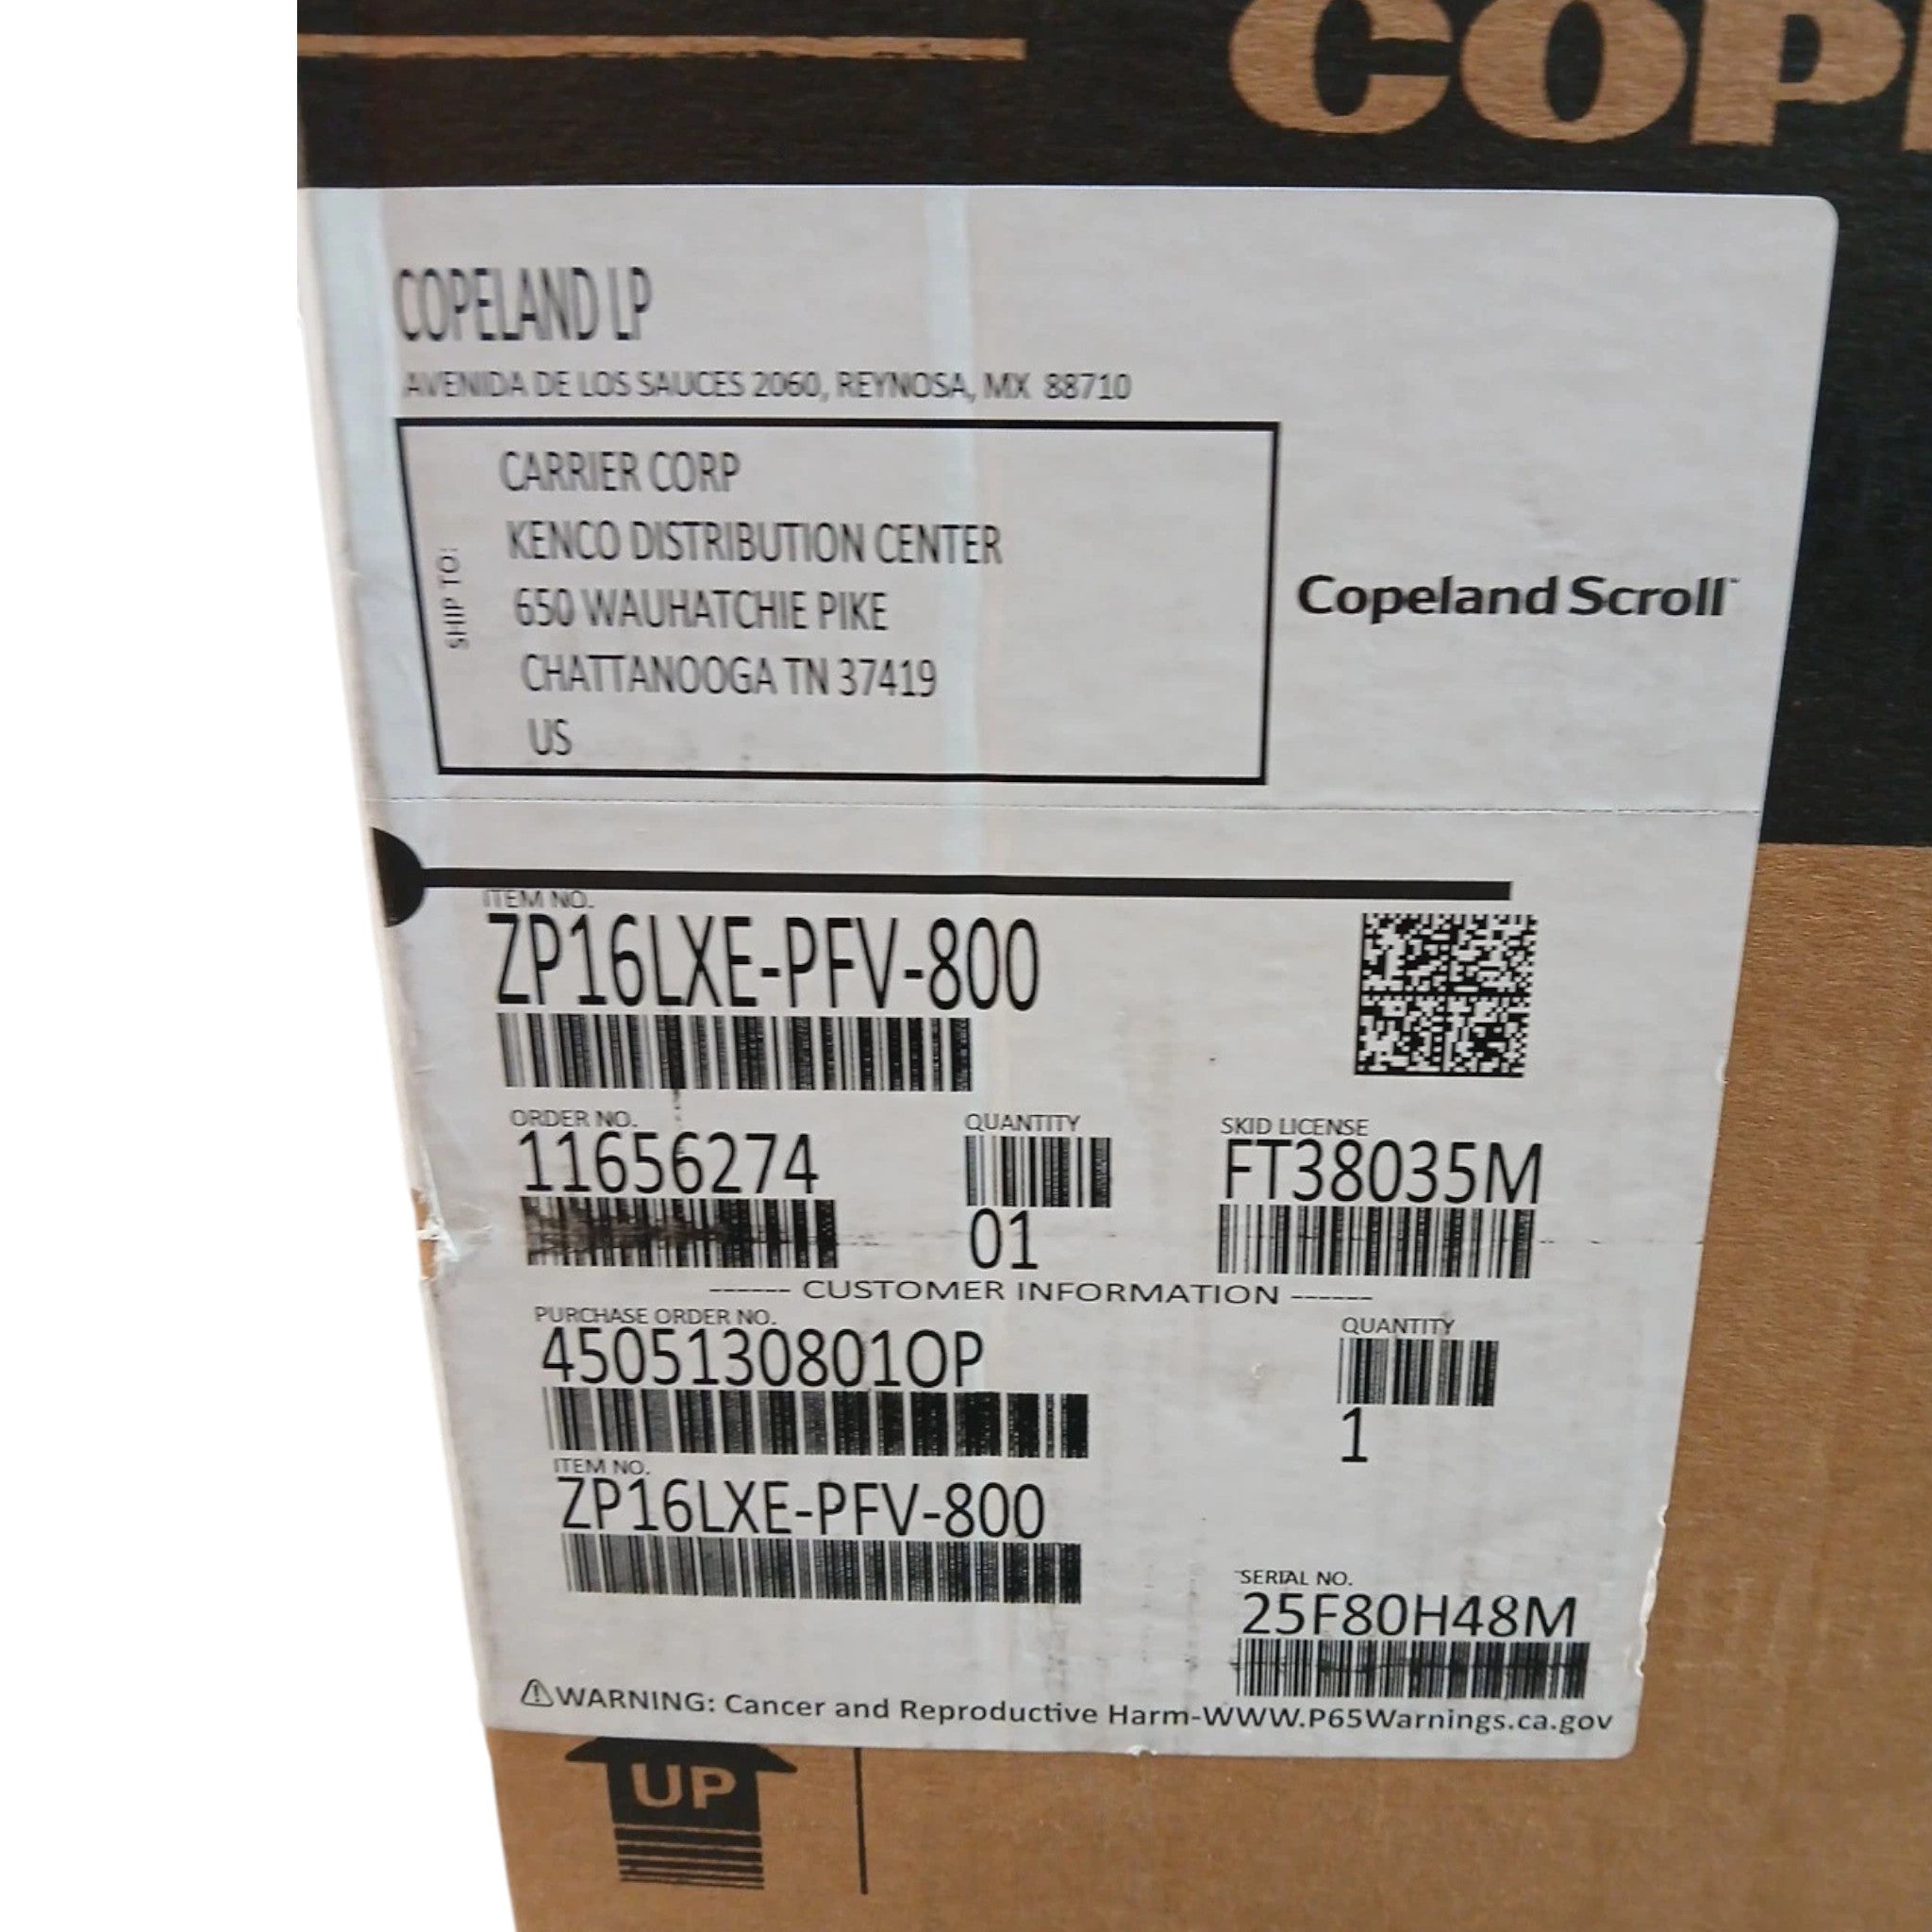 COP
COPELAND LP
AVENIDA DE LOS SAUCES 2060, REYNOSA, MX 88710
SHIP TO:
CARRIER CORP
KENCO DISTRIBUTION CENTER
650 WAUHATCHIE PIKE
CHATTANOOGA TN 37419
US
Copeland Scroll™
ITEM NO.
ZP16LXE-PFV-800
ORDER NO.
11656274
QUANTITY
01
SKID LICENSE
FT38035M
------ CUSTOMER INFORMATION ------
PURCHASE ORDER NO.
4505130801OP
QUANTITY
1
ITEM NO.
ZP16LXE-PFV-800
SERIAL NO.
25F80H48M
⚠WARNING: Cancer and Reproductive Harm-WWW.P65Warnings.ca.gov
UP